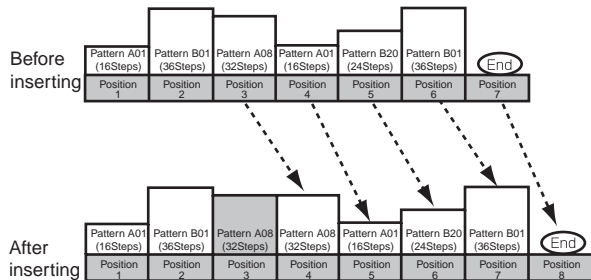 Before
inserting
Pattern A01
(16Steps)
Pattern B01
(36Steps)
Pattern A08
(32Steps)
Pattern A01
(16Steps)
Pattern B20
(24Steps)
Pattern B01
(36Steps)
End
Position
1
Position
2
Position
3
Position
4
Position
5
Position
6
Position
7
After
inserting
Pattern A01
(16Steps)
Pattern B01
(36Steps)
Pattern A08
(32Steps)
Pattern A08
(32Steps)
Pattern A01
(16Steps)
Pattern B20
(24Steps)
Pattern B01
(36Steps)
End
Position
1
Position
2
Position
3
Position
4
Position
5
Position
6
Position
7
Position
8